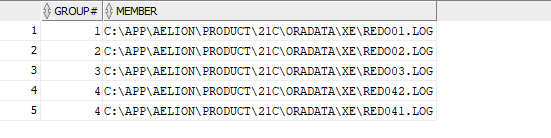 GROUP# MEMBER
1 1 C:\APP\AELION\PRODUCT\21C\ORADATA\XE\REDO01.LOG
2 2 C:\APP\AELION\PRODUCT\21C\ORADATA\XE\REDO02.LOG
3 3 C:\APP\AELION\PRODUCT\21C\ORADATA\XE\REDO03.LOG
4 4 C:\APP\AELION\PRODUCT\21C\ORADATA\XE\REDO42.LOG
5 4 C:\APP\AELION\PRODUCT\21C\ORADATA\XE\REDO41.LOG